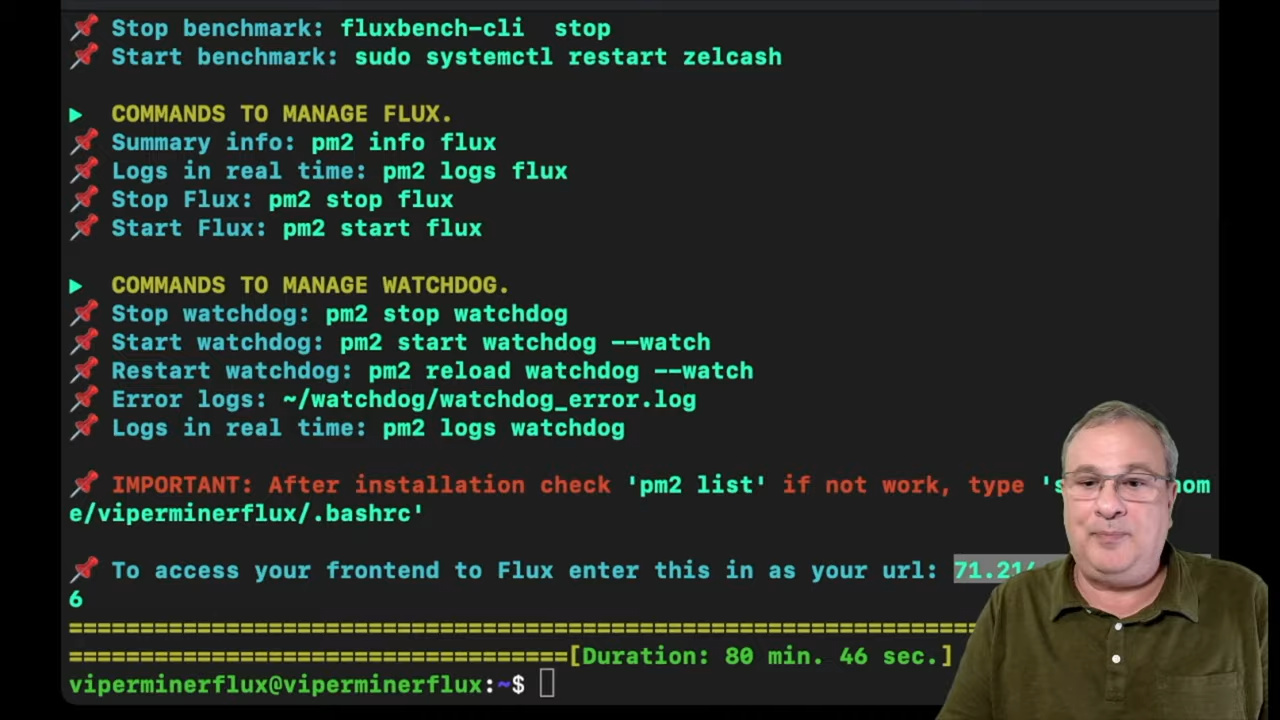 Stop benchmark: fluxbench-cli  stop
Start benchmark: sudo systemctl restart zelcash
COMMANDS TO MANAGE FLUX.
Summary info: pm2 info flux
Logs in real time: pm2 logs flux
Stop Flux: pm2 stop flux
Start Flux: pm2 start flux
COMMANDS TO MANAGE WATCHDOG.
Stop watchdog: pm2 stop watchdog
Start watchdog: pm2 start watchdog --watch
Restart watchdog: pm2 reload watchdog --watch
Error logs: ~/watchdog/watchdog_error.log
Logs in real time: pm2 logs watchdog
IMPORTANT: After installation check 'pm2 list' if not work, type
e/viperminerflux/.bashrc'
To access your frontend to Flux enter this in as your url:
6
===============================================================
===================================[Duration: 80 min. 46 sec.]
viperminerflux@viperminerflux:~$